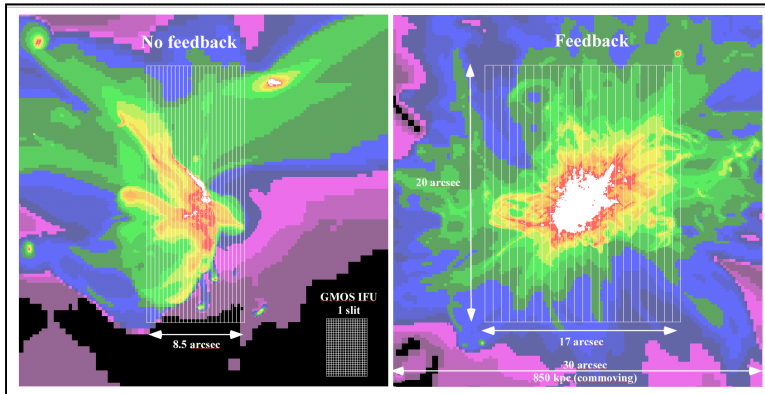 No feedback
GMOS IFU
1 slit
8.5 arcsec
Feedback
20 arcsec
17 arcsec
30 arcsec
850 kpc (commoving)